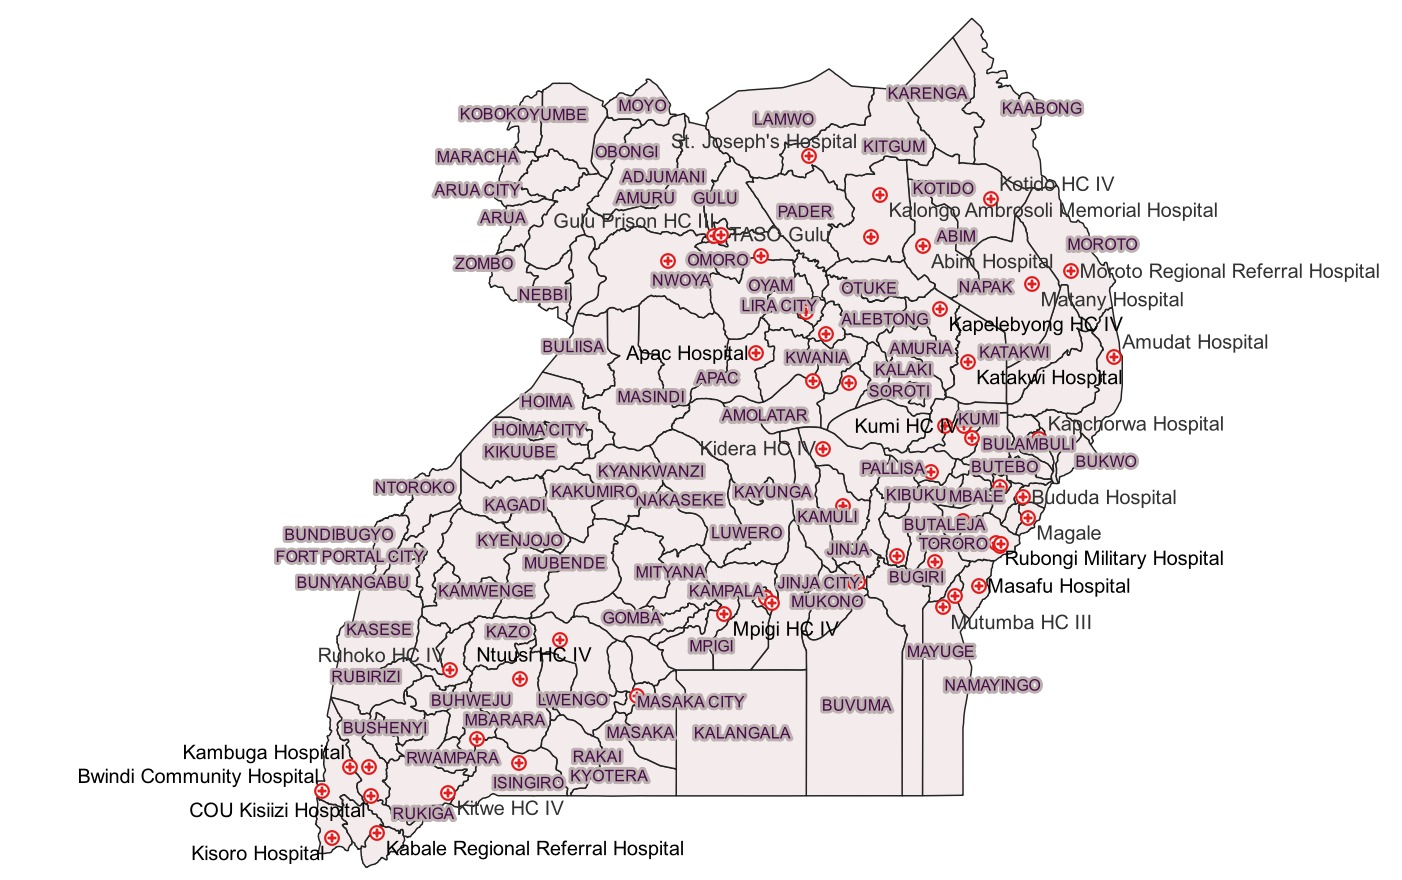 KARENGA
KOBOKO
YUMBE
MOYO
KAABONG
LAMWO
St. Joseph's Hospital
KITGUM
MARACHA
OBONGI
ADJUMANI
ARUA CITY
AMURU
GULU
KOTIDO
Kotido HC IV
PADER
Kalongo Ambrosoli Memorial Hospital
ARUA
Gulu Prison HC III
TASO Gulu
ABIM
MOROTO
ZOMBO
OMORO
Abim Hospital
Moroto Regional Referral Hospital
NEBBI
NWOYA
OYAM
OTUKE
NAPAK
Matany Hospital
LIRA CITY
ALEBTONG
Kapelebyong HC IV
BULIISA
Apac Hospital
KWANIA
AMURIA
KATAKWI
Amudat Hospital
APAC
KALAKI
Katakwi Hospital
HOIMA
MASINDI
SOROTI
AMOLATAR
HOIMA CITY
Kumi HC IV
KUMI
Kapchorwa Hospital
KIKUUBE
Kidera HC IV
BULAMBULI
NTOROKO
KYANKWANZI
PALLISA
BUTEBO
BUKWO
KAGADI
KAKUMIRO
NAKASEKE
KAYUNGA
KIBUKU
MBALE
Bududa Hospital
KAMULI
BUNDIBUGYO
KYENJOJO
LUWERO
BUTALEJA
Magale
FORT PORTAL CITY
MUBENDE
JINJA
TORORO
Rubongi Military Hospital
BUNYANGABU
KAMWENGE
MITYANA
KAMPALA
JINJA CITY
BUGIRI
Masafu Hospital
MUKONO
KASESE
KAZO
GOMBA
Mpigi HC IV
Mutumba HC III
Ruhoko HC IV
Ntuusi HC IV
MPIGI
MAYUGE
RUBIRIZI
NAMAYINGO
BUHWEJU
LWENGO
MASAKA CITY
BUVUMA
BUSHENYI
MBARARA
MASAKA
KALANGALA
Kambuga Hospital
RWAMPARA
RAKAI
Bwindi Community Hospital
ISINGIRO
KYOTERA
COU Kisiizi Hospital
RUKIGA
Kitwe HC IV
Kisoro Hospital
Kabale Regional Referral Hospital